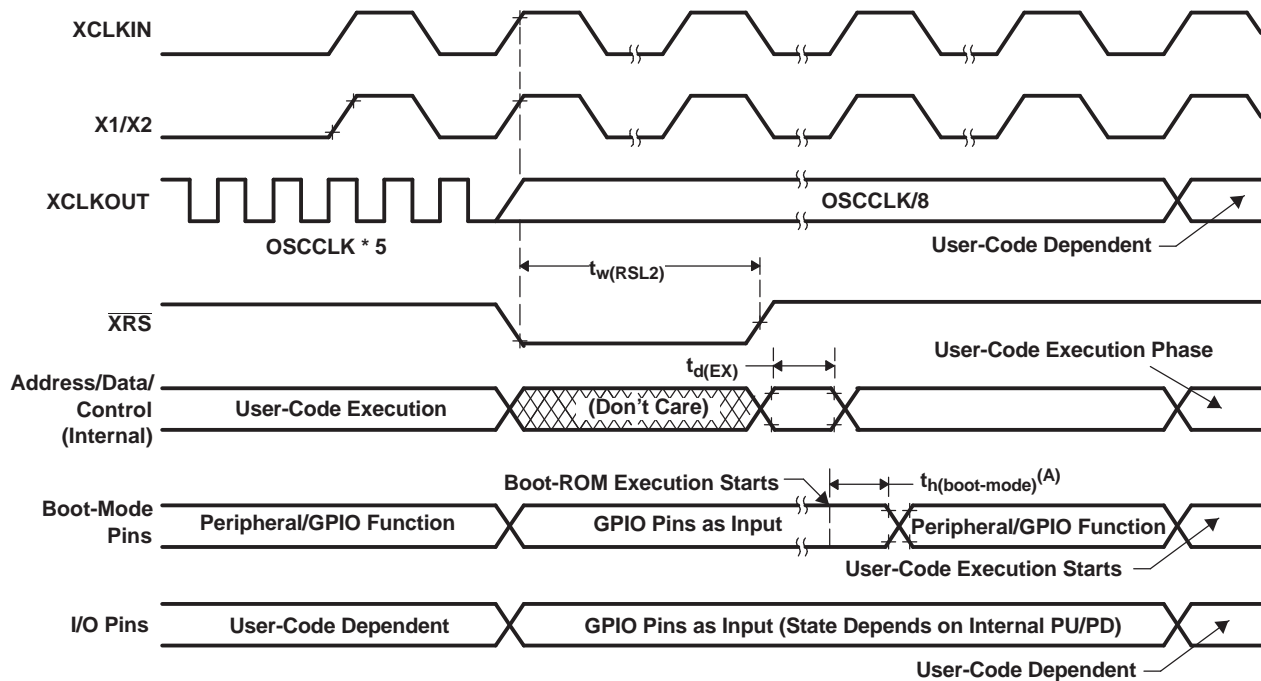 XCLKIN
X1/X2
XCLKOUT
OSCCLK/8
OSCCLK * 5
User-Code Dependent
tw(RSL2)
XRS
User-Code Execution Phase
td(EX)
Address/Data/
Control
(Internal)
User-Code Execution
(Don't Care)
Boot-ROM Execution Starts
th(boot-mode)(A)
Boot-Mode
Pins
Peripheral/GPIO Function
GPIO Pins as Input
Peripheral/GPIO Function
User-Code Execution Starts
I/O Pins
User-Code Dependent
GPIO Pins as Input (State Depends on Internal PU/PD)
User-Code Dependent